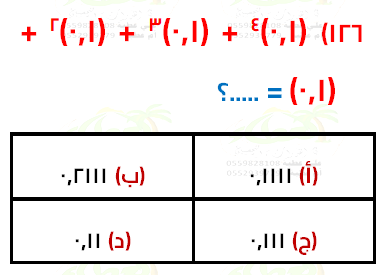 ١٢٦) (٠,١)٤ + (٠,١)٣ + (٠,١)٢ +
(٠,١) = .....؟
(أ) ٠,١١١١
(ب) ٠,٢١١١
(ج) ٠,١١١
(د) ٠,١١